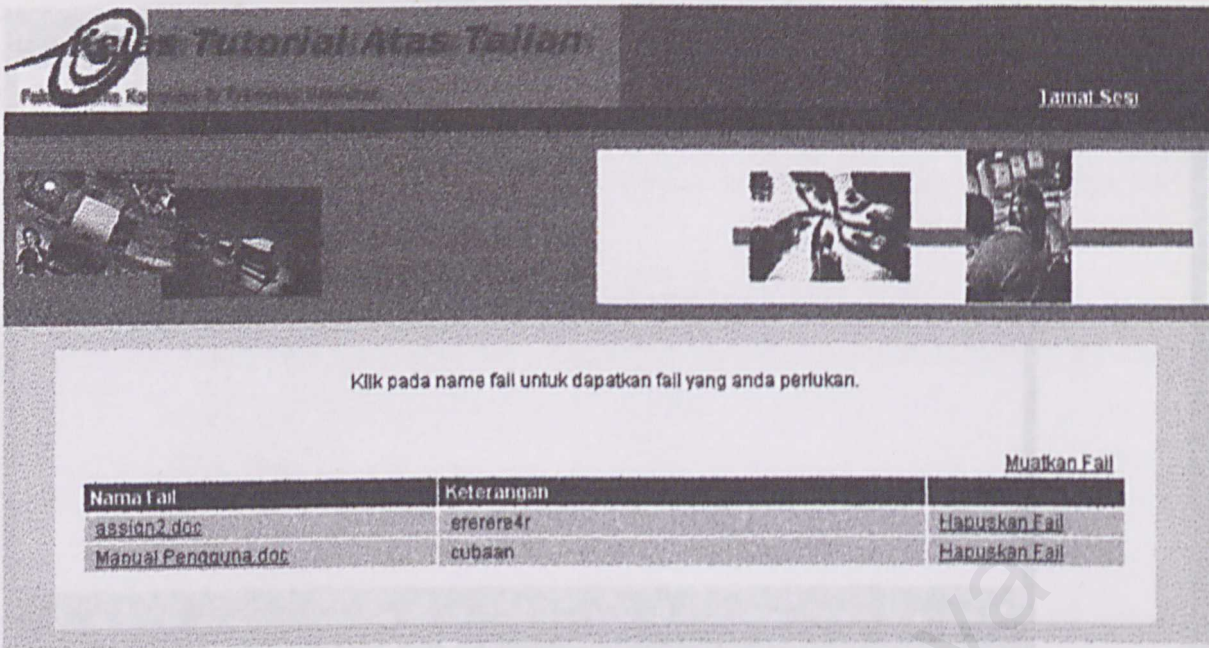 Kelas Tutorial Atas Talian
Tamat Sesi
Klik pada name fail untuk dapatkan fail yang anda perlukan.
Muatkan Fail
Nama Fail Keterangan
assign2.doc ererera4r Hapuskan Fail
Manual Pengguna.doc cubaan Hapuskan Fail